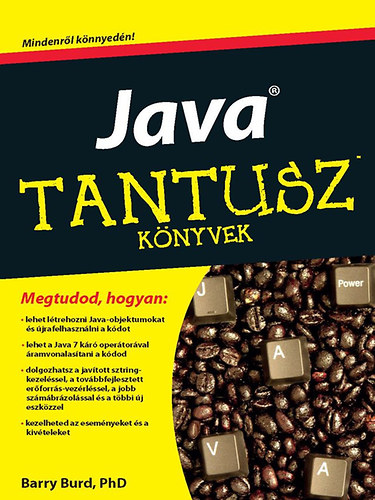 Mindenről könnyedén!
Java®
TANTUSZ™
KÖNYVEK
Megtudod, hogyan:
• lehet létrehozni Java-objektumokat
és újrafelhasználni a kódot
• lehet a Java 7 káró operátorával
áramvonalasítani a kódod
• dolgozhatsz a javított sztring-
kezeléssel, a továbbfejlesztett
erőforrás-vezérléssel, a jobb
számábrázolással és a többi új
eszközzel
• kezelheted az eseményeket és a
kivételeket
J
Power
A
V
A
Barry Burd, PhD